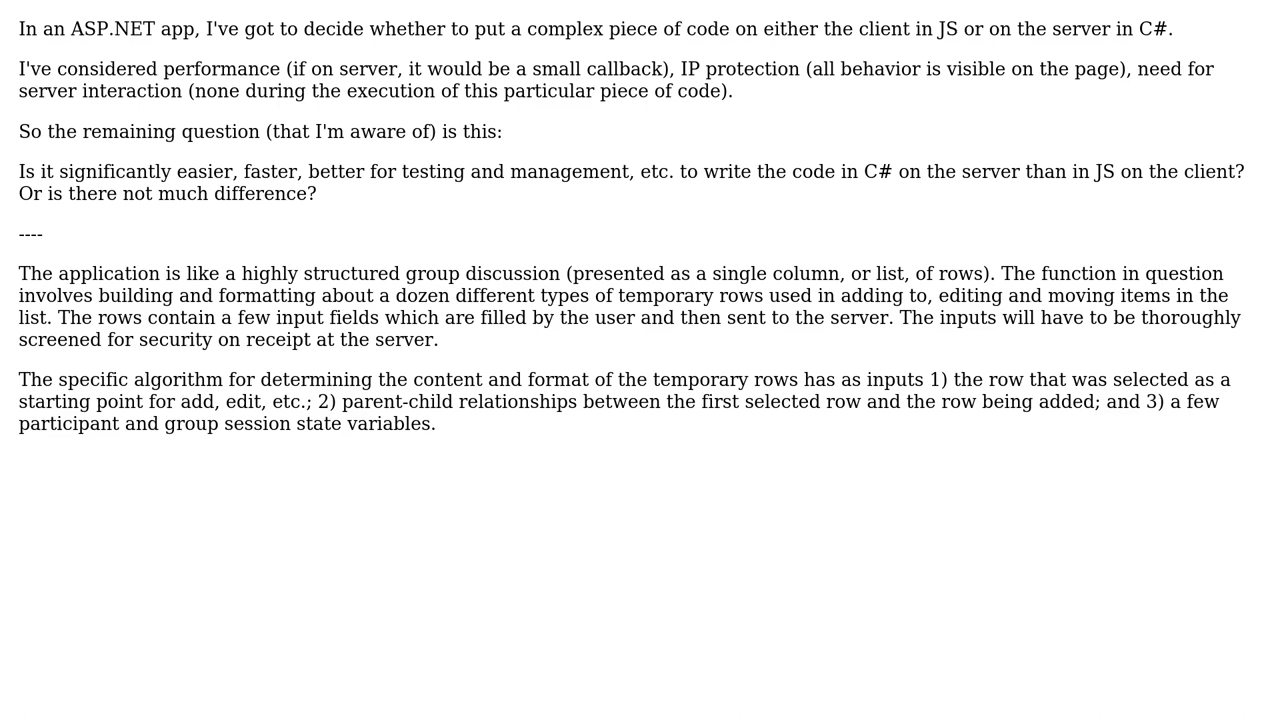 In an ASP.NET app, I've got to decide whether to put a complex piece of code on either the client in JS or on the server in C#.
I've considered performance (if on server, it would be a small callback), IP protection (all behavior is visible on the page), need for
server interaction (none during the execution of this particular piece of code).
So the remaining question (that I'm aware of) is this:
Is it significantly easier, faster, better for testing and management, etc. to write the code in C# on the server than in JS on the client?
Or is there not much difference?
----
The application is like a highly structured group discussion (presented as a single column, or list, of rows). The function in question
involves building and formatting about a dozen different types of temporary rows used in adding to, editing and moving items in the
list. The rows contain a few input fields which are filled by the user and then sent to the server. The inputs will have to be thoroughly
screened for security on receipt at the server.
The specific algorithm for determining the content and format of the temporary rows has as inputs 1) the row that was selected as a
starting point for add, edit, etc.; 2) parent-child relationships between the first selected row and the row being added; and 3) a few
participant and group session state variables.